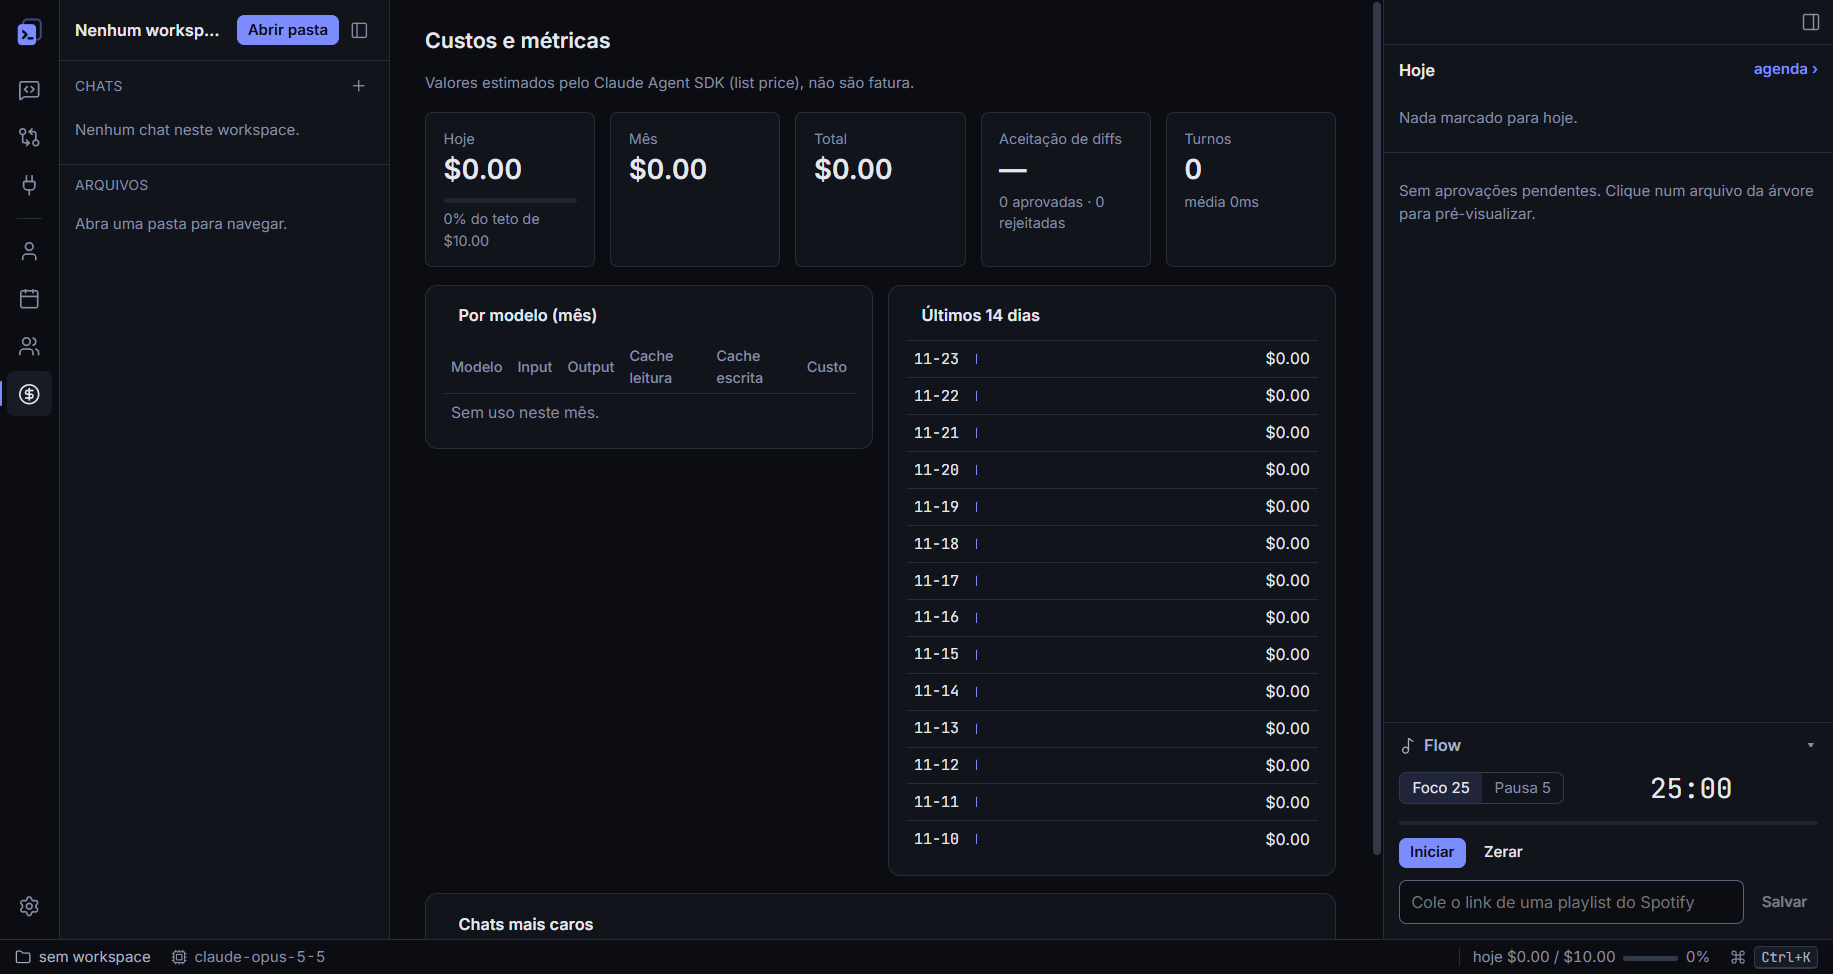 Nenhum worksp...
Abrir pasta
CHATS
Nenhum chat neste workspace.
ARQUIVOS
Abra uma pasta para navegar.
Custos e métricas
Valores estimados pelo Claude Agent SDK (list price), não são fatura.
Hoje
$0.00
0% do teto de
$10.00
Mês
$0.00
Total
$0.00
Aceitação de diffs
—
0 aprovadas · 0
rejeitadas
Turnos
0
média 0ms
Por modelo (mês)
Modelo Input Output Cache leitura Cache escrita Custo
Sem uso neste mês.
Últimos 14 dias
11-23 $0.00
11-22 $0.00
11-21 $0.00
11-20 $0.00
11-19 $0.00
11-18 $0.00
11-17 $0.00
11-16 $0.00
11-15 $0.00
11-14 $0.00
11-13 $0.00
11-12 $0.00
11-11 $0.00
11-10 $0.00
Chats mais caros
Hoje
agenda ›
Nada marcado para hoje.
Sem aprovações pendentes. Clique num arquivo da árvore
para pré-visualizar.
Flow
Foco 25 Pausa 5 25:00
Iniciar Zerar
Cole o link de uma playlist do Spotify Salvar
sem workspace claude-opus-5-5 hoje $0.00 / $10.00 0% ⌘ Ctrl+K